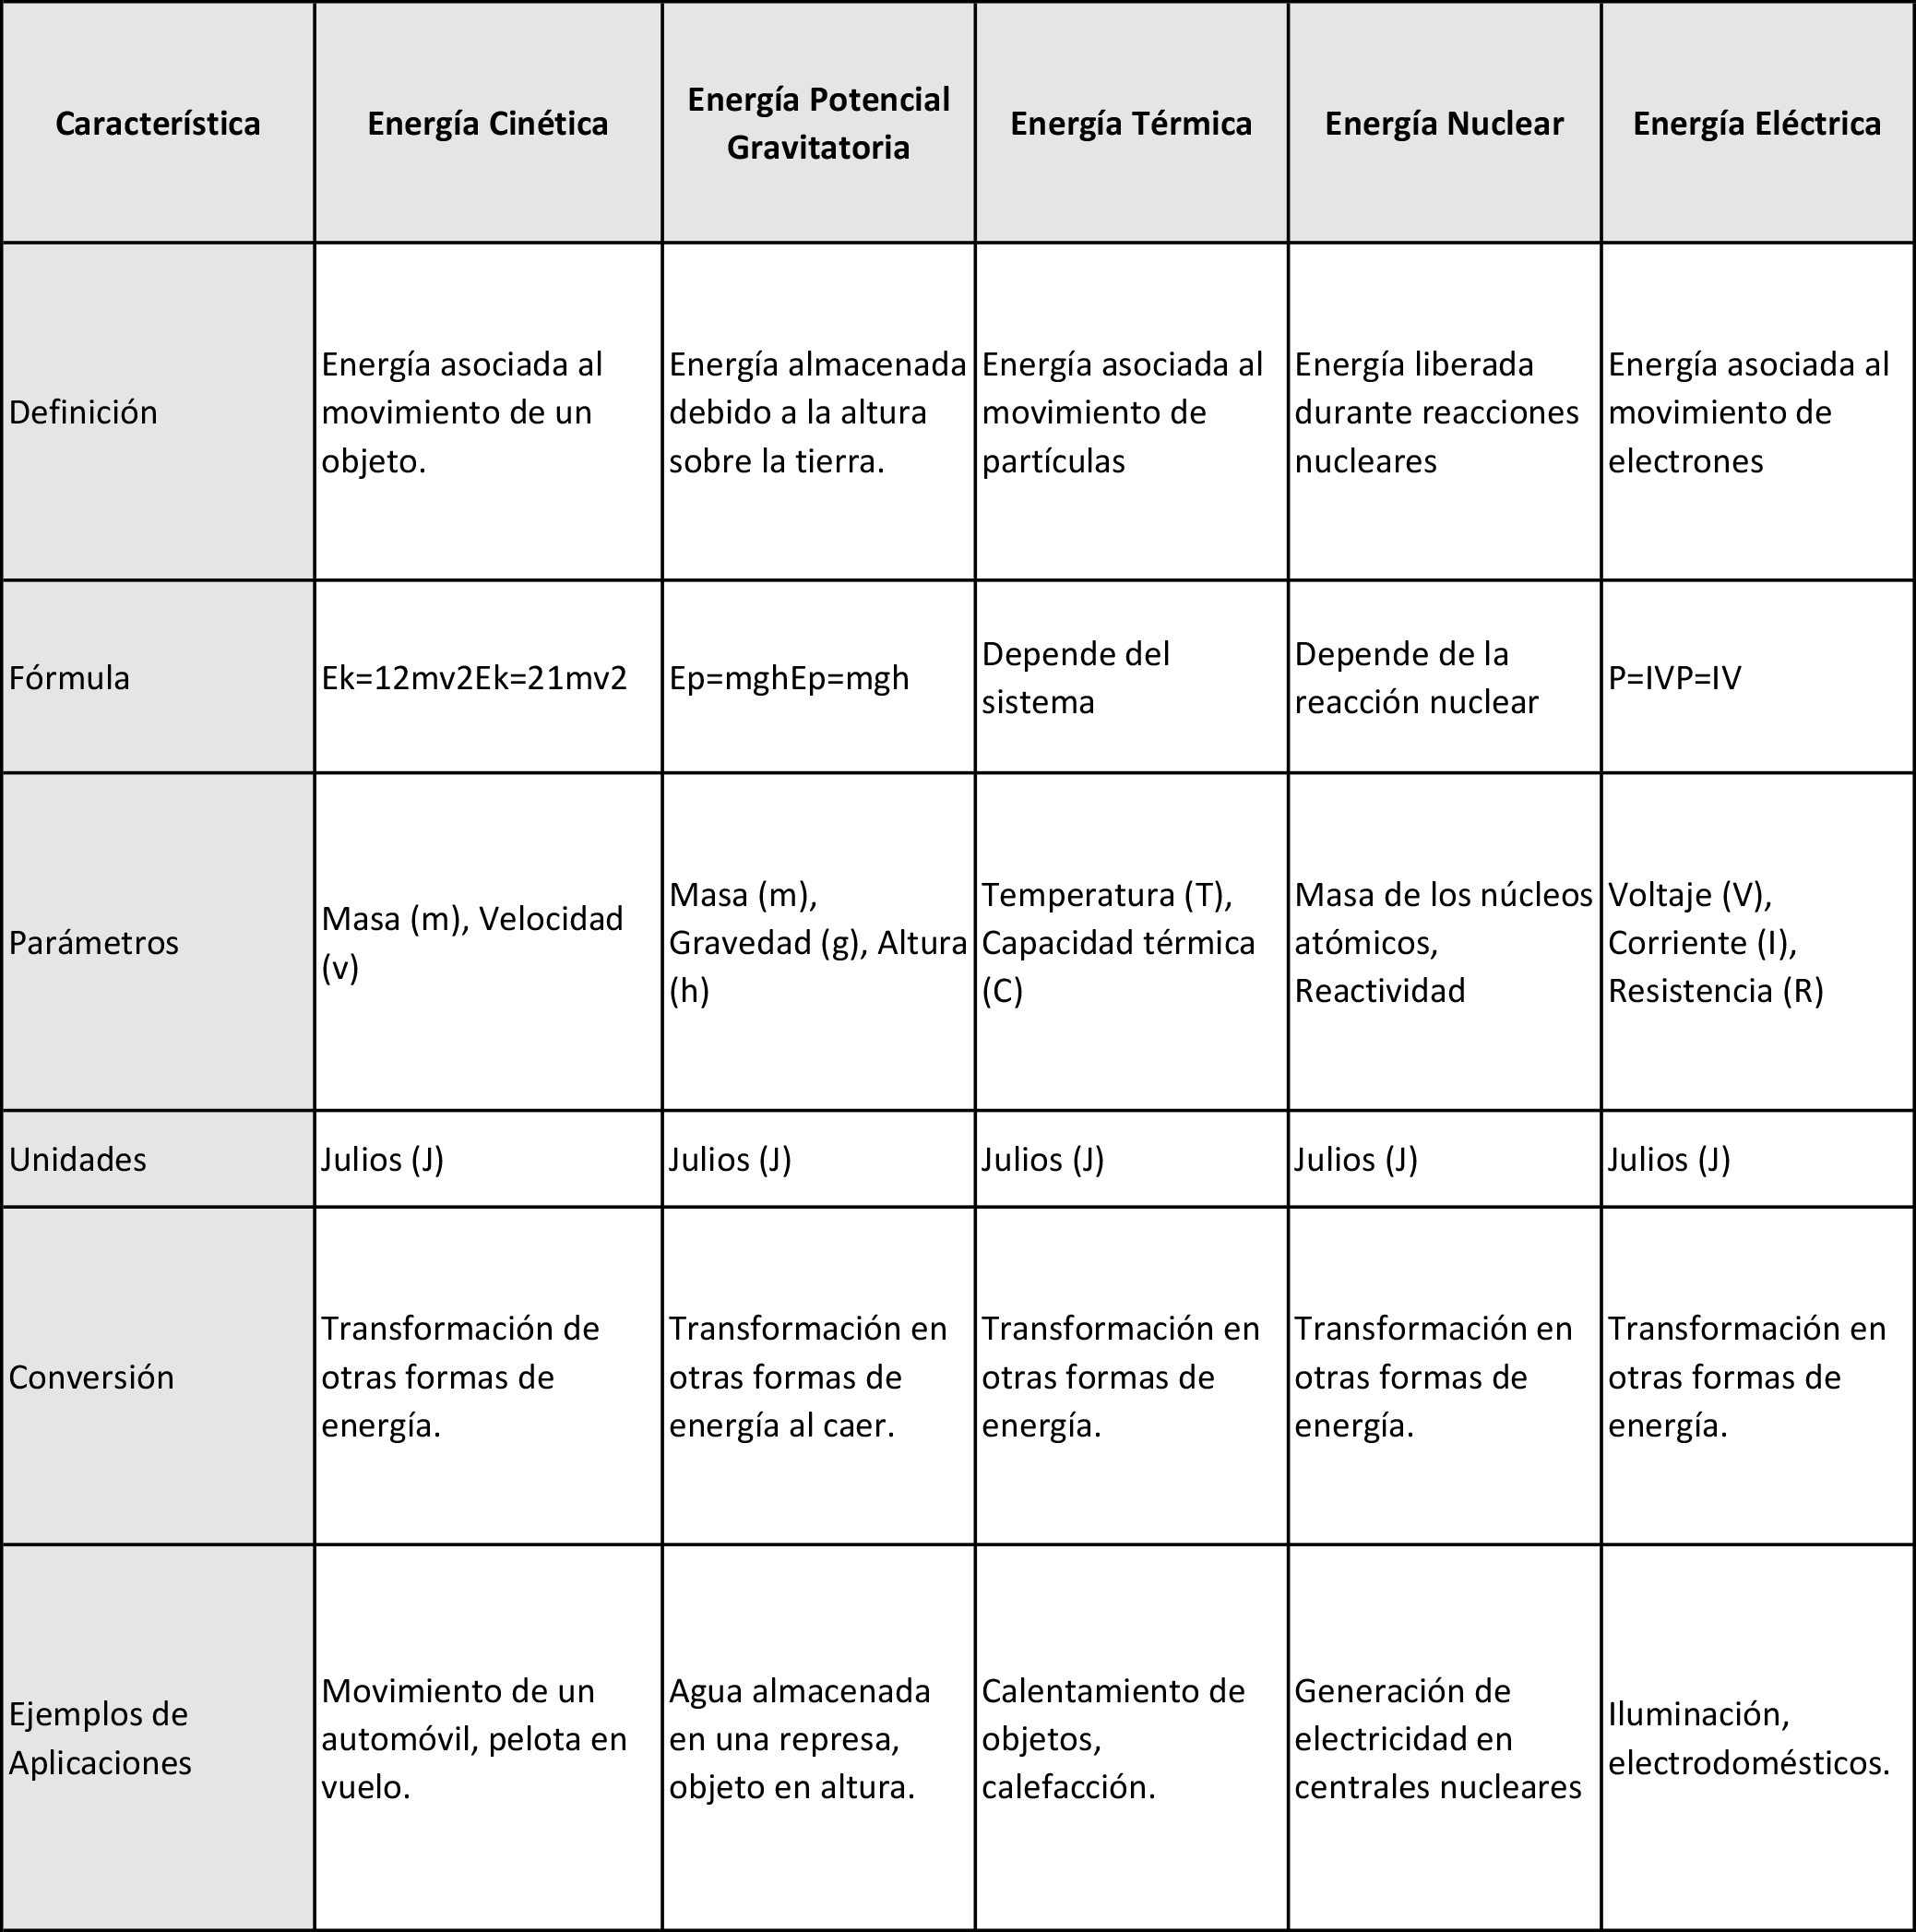 Característica
Energía Cinética
Energía Potencial
Gravitatoria
Energía Térmica
Energía Nuclear
Energía Eléctrica
Definición
Energía asociada al
movimiento de un
objeto.
Energía almacenada
debido a la altura
sobre la tierra.
Energía asociada al
movimiento de
partículas
Energía liberada
durante reacciones
nucleares
Energía asociada al
movimiento de
electrones
Fórmula
Ek=12mv2Ek=21mv2
Ep=mghEp=mgh
Depende del
sistema
Depende de la
reacción nuclear
P=IVP=IV
Parámetros
Masa (m), Velocidad
(v)
Masa (m),
Gravedad (g), Altura
(h)
Temperatura (T),
Capacidad térmica
(C)
Masa de los núcleos
atómicos,
Reactividad
Voltaje (V),
Corriente (I),
Resistencia (R)
Unidades
Julios (J)
Julios (J)
Julios (J)
Julios (J)
Julios (J)
Conversión
Transformación de
otras formas de
energía.
Transformación en
otras formas de
energía al caer.
Transformación en
otras formas de
energía.
Transformación en
otras formas de
energía.
Transformación en
otras formas de
energía.
Ejemplos de
Aplicaciones
Movimiento de un
automóvil, pelota en
vuelo.
Agua almacenada
en una represa,
objeto en altura.
Calentamiento de
objetos,
calefacción.
Generación de
electricidad en
centrales nucleares
Iluminación,
electrodomésticos.